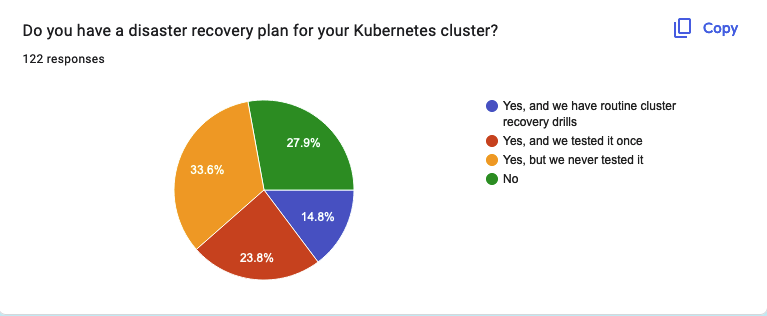 Do you have a disaster recovery plan for your Kubernetes cluster?
Copy
122 responses
27.9%
33.6%
14.8%
23.8%
Yes, and we have routine cluster
recovery drills
Yes, and we tested it once
Yes, but we never tested it
No